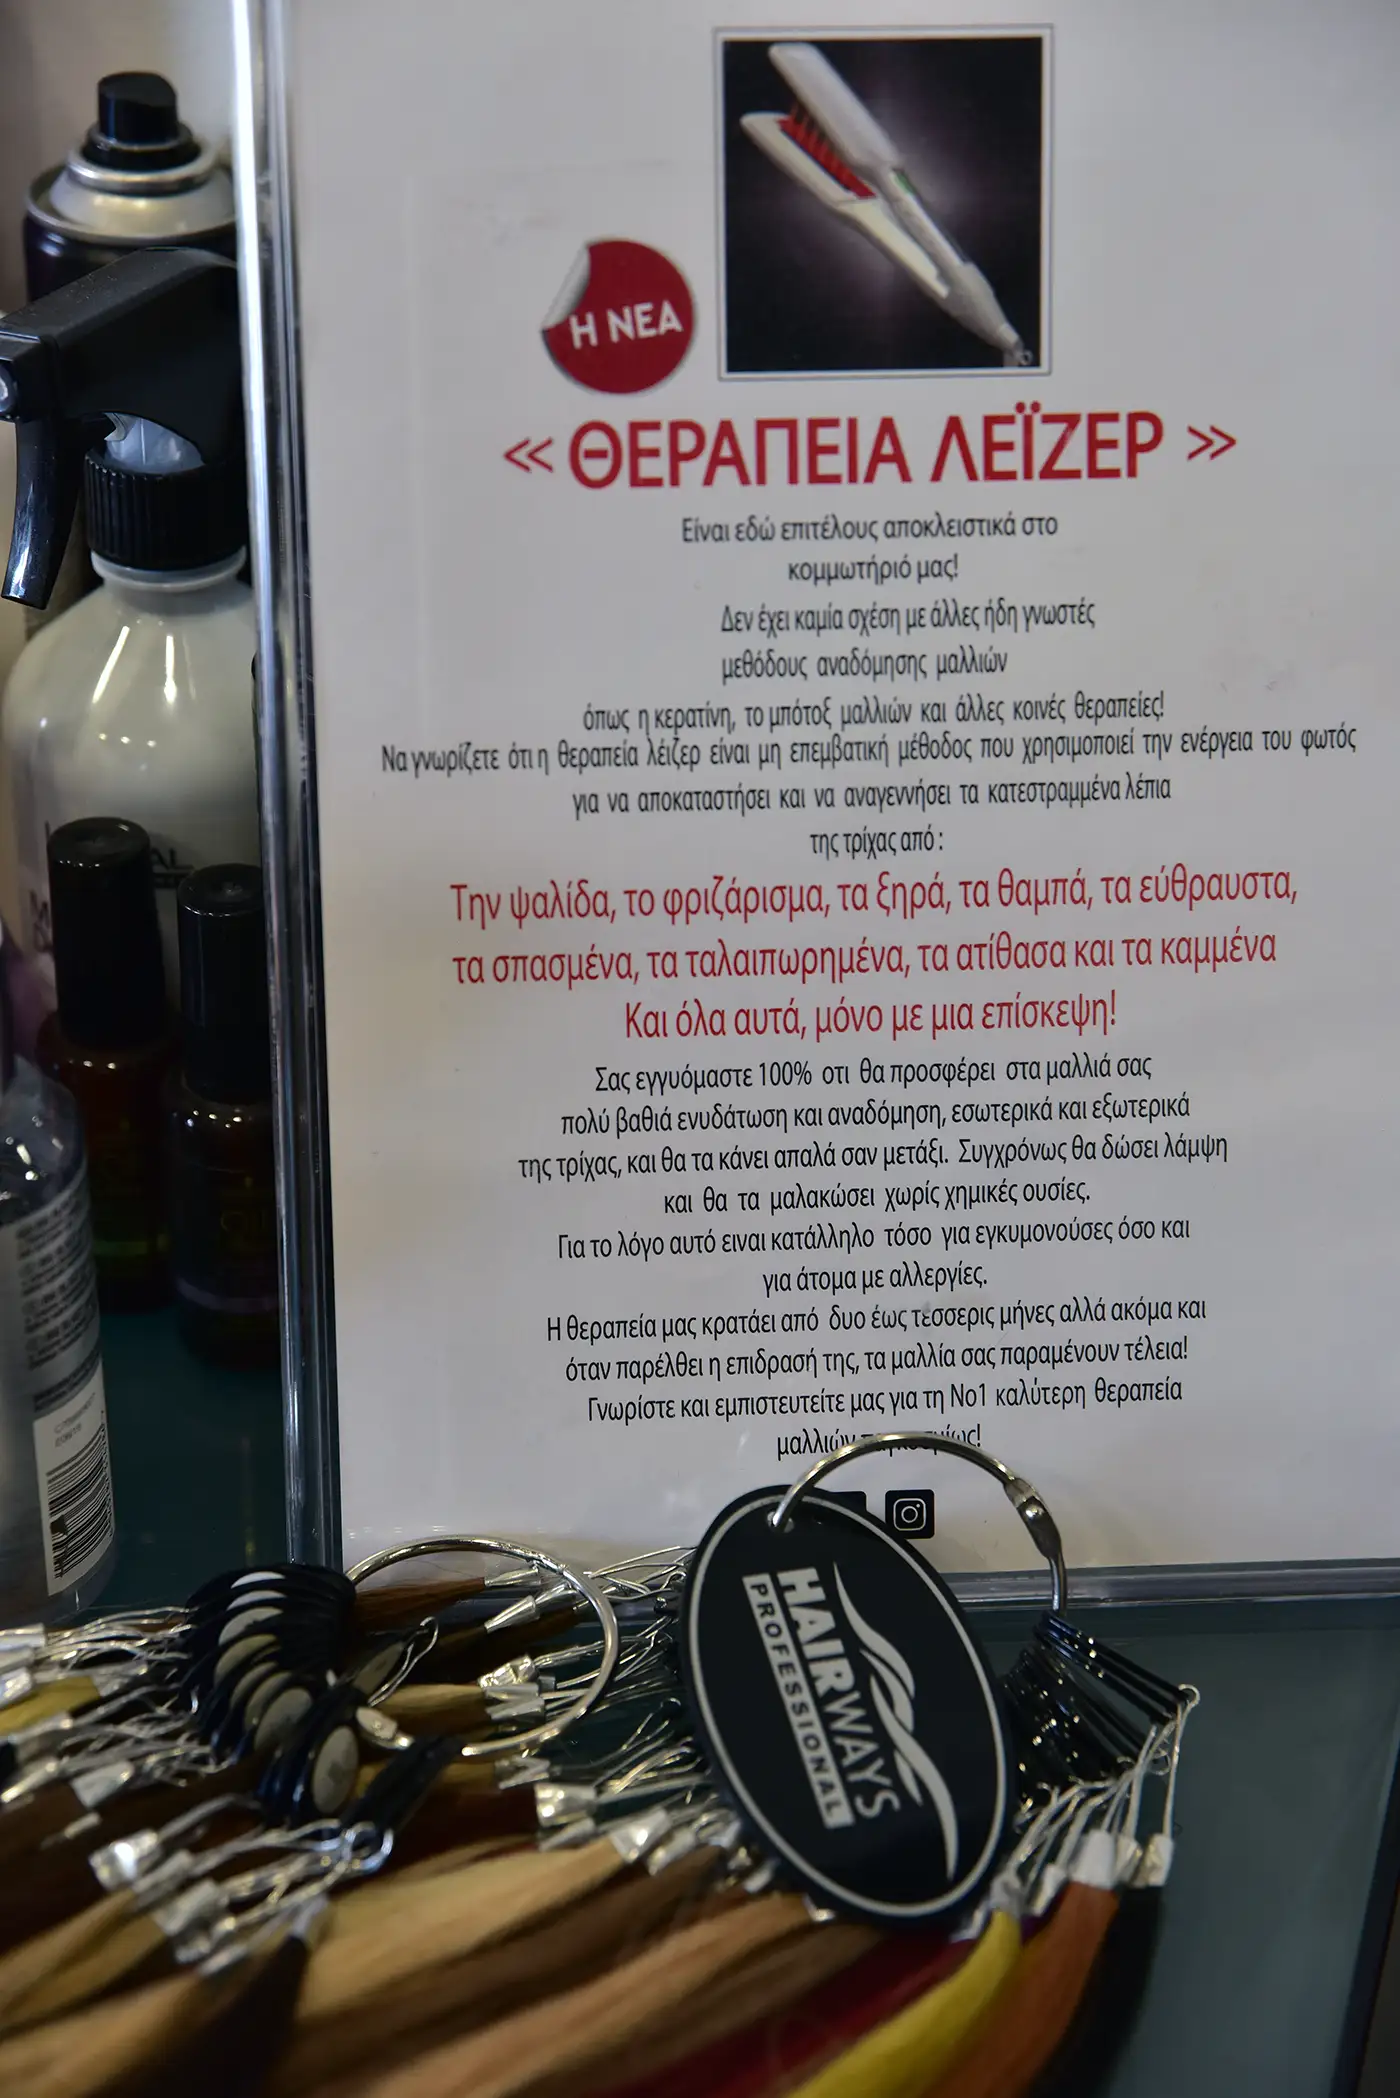 Η ΝΕΑ
« ΘΕΡΑΠΕΙΑ ΛΕΪΖΕΡ »
Είναι εδώ επιτέλους αποκλειστικά στο
κομμωτήριό μας!
Δεν έχει καμία σχέση με άλλες ήδη γνωστές
μεθόδους αναδόμησης μαλλιών
όπως η κερατίνη, το μπότοξ μαλλιών και άλλες κοινές θεραπείες!
Να γνωρίζετε ότι η θεραπεία λέιζερ είναι μη επεμβατική μέθοδος που χρησιμοποιεί την ενέργεια του φωτός
για να αποκαταστήσει και να αναγεννήσει τα κατεστραμμένα λέπια
της τρίχας από :
Την ψαλίδα, το φριζάρισμα, τα ξηρά, τα θαμπά, τα εύθραυστα,
τα σπασμένα, τα ταλαιπωρημένα, τα ατίθασα και τα καμμένα
Και όλα αυτά, μόνο με μια επίσκεψη!
Σας εγγυόμαστε 100% οτι θα προσφέρει στα μαλλιά σας
πολύ βαθιά ενυδάτωση και αναδόμηση, εσωτερικά και εξωτερικά
της τρίχας, και θα τα κάνει απαλά σαν μετάξι. Συγχρόνως θα δώσει λάμψη
και θα τα μαλακώσει χωρίς χημικές ουσίες.
Για το λόγο αυτό ειναι κατάλληλο τόσο για εγκυμονούσες όσο και
για άτομα με αλλεργίες.
Η θεραπεία μας κρατάει από δυο έως τέσσερις μήνες αλλά ακόμα και
όταν παρέλθει η επιδρασή της, τα μαλλία σας παραμένουν τέλεια!
Γνωρίστε και εμπιστευτείτε μας για τη Νο1 καλύτερη θεραπεία
μαλλιών
HAIRWAYS
PROFESSIONAL